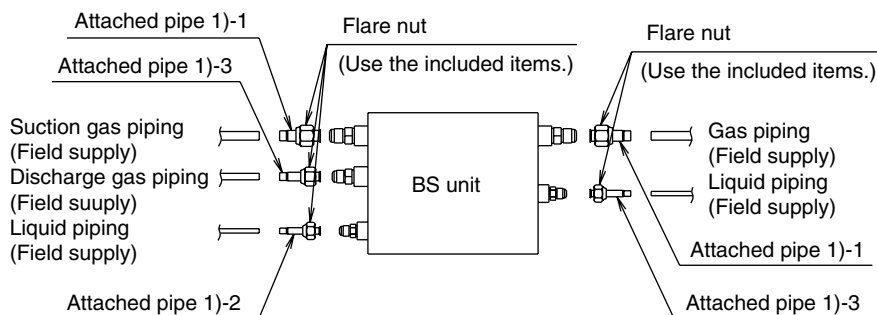 Attached pipe 1)-1
Flare nut
(Use the included items.)
Attached pipe 1)-3
Suction gas piping
(Field supply)
Discharge gas piping
(Field suupply)
Liquid piping
(Field supply)
Attached pipe 1)-2
BS unit
Flare nut
(Use the included items.)
Gas piping
(Field supply)
Liquid piping
(Field supply)
Attached pipe 1)-1
Attached pipe 1)-3